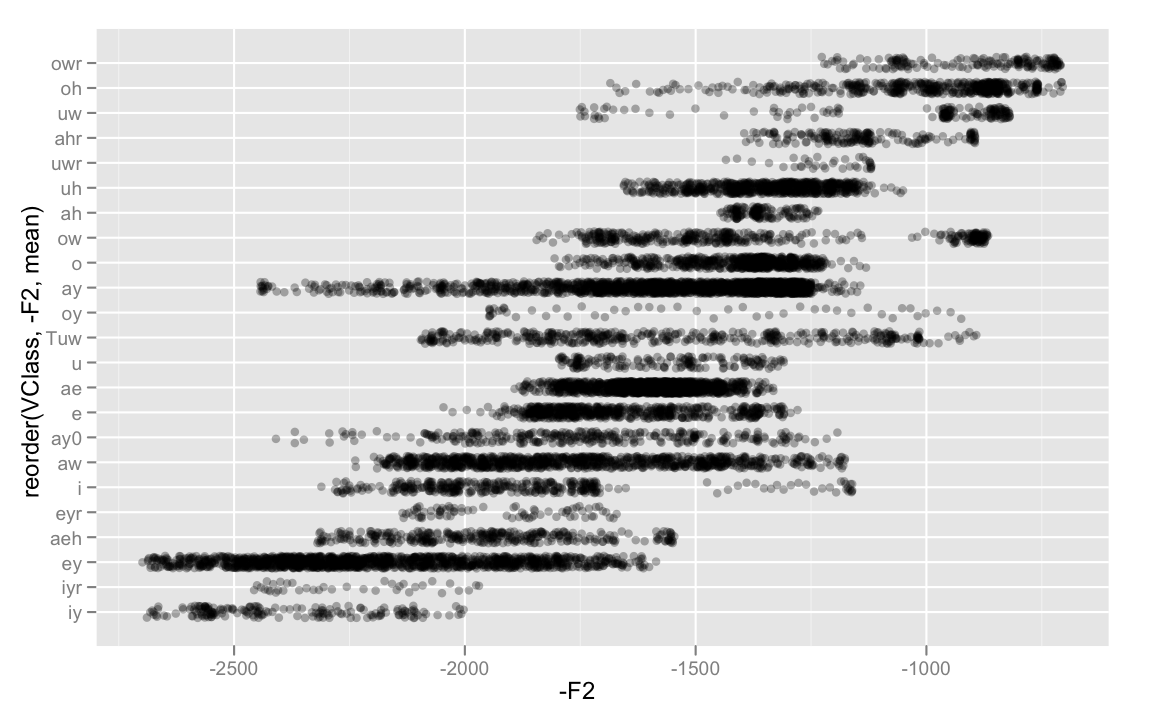 reorder(VClass, -F2, mean)
owr
oh
uw
ahr
uwr
uh
ah
ow
o
ay
oy
Tuw
u
ae
e
ay0
aw
i
eyr
aeh
ey
iyr
iy
-2500 -2000 -1500 -1000
-F2